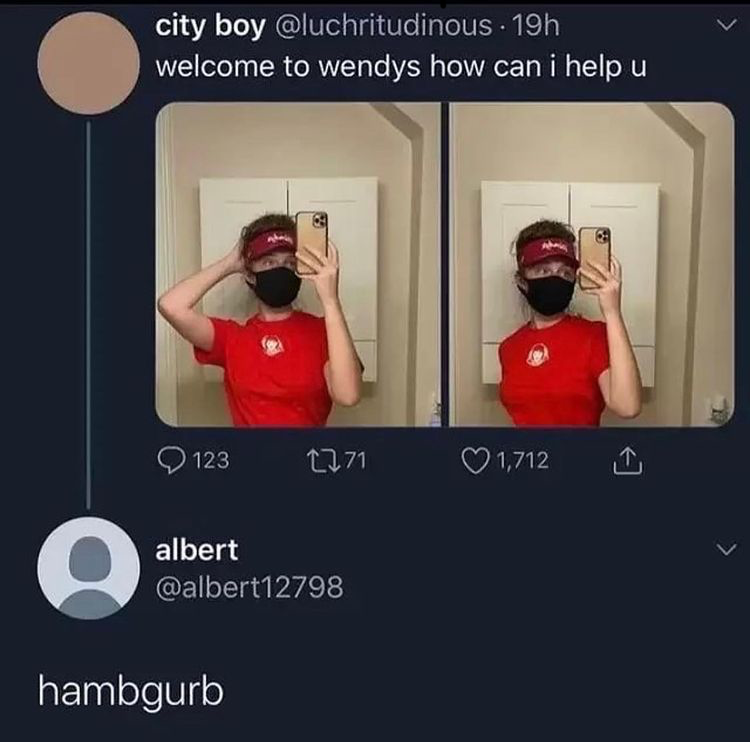 city boy @luchritudinous · 19h
welcome to wendys how can i help u
123 71 1,712
albert
@albert12798
hambgurb